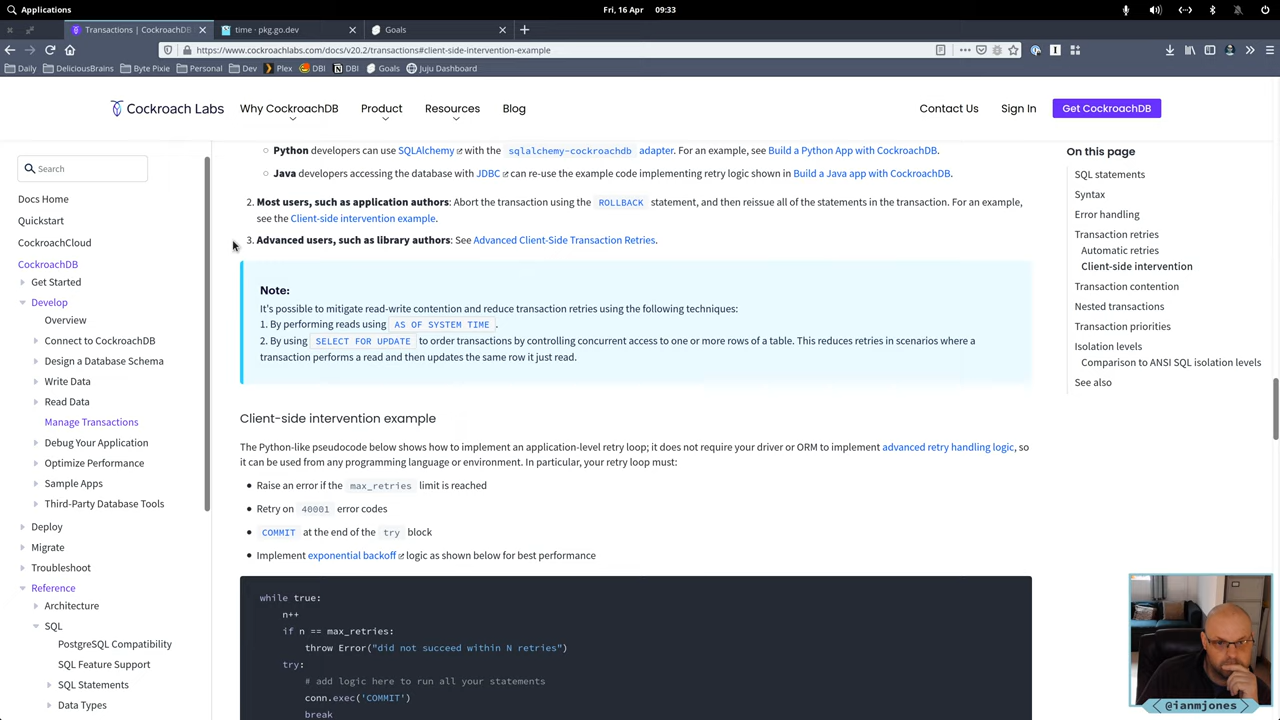 Applications
Fri, 16 Apr 09:33
Transactions | CockroachDB
time · pkg.go.dev
Goals
https://www.cockroachlabs.com/docs/v20.2/transactions#client-side-intervention-example
Daily
DeliciousBrains
Byte Pixie
Personal
Dev
Plex
DBI
DBI
Goals
Juju Dashboard
Cockroach Labs
Why CockroachDB
Product
Resources
Blog
Contact Us
Sign In
Get CockroachDB
Search
Docs Home
Quickstart
CockroachCloud
CockroachDB
Get Started
Develop
Overview
Connect to CockroachDB
Design a Database Schema
Write Data
Read Data
Manage Transactions
Debug Your Application
Optimize Performance
Sample Apps
Third-Party Database Tools
Deploy
Migrate
Troubleshoot
Reference
Architecture
SQL
PostgreSQL Compatibility
SQL Feature Support
SQL Statements
Data Types
Python developers can use SQLAlchemy with the sqlalchemy-cockroachdb adapter. For an example, see Build a Python App with CockroachDB.
Java developers accessing the database with JDBC can re-use the example code implementing retry logic shown in Build a Java app with CockroachDB.
2. Most users, such as application authors: Abort the transaction using the ROLLBACK statement, and then reissue all of the statements in the transaction. For an example,
see the Client-side intervention example.
3. Advanced users, such as library authors: See Advanced Client-Side Transaction Retries.
Note:
It's possible to mitigate read-write contention and reduce transaction retries using the following techniques:
1. By performing reads using AS OF SYSTEM TIME.
2. By using SELECT FOR UPDATE to order transactions by controlling concurrent access to one or more rows of a table. This reduces retries in scenarios where a
transaction performs a read and then updates the same row it just read.
Client-side intervention example
The Python-like pseudocode below shows how to implement an application-level retry loop; it does not require your driver or ORM to implement advanced retry handling logic, so
it can be used from any programming language or environment. In particular, your retry loop must:
Raise an error if the max_retries limit is reached
Retry on 40001 error codes
COMMIT at the end of the try block
Implement exponential backoff logic as shown below for best performance
while true:
n++
if n == max_retries:
throw Error("did not succeed within N retries")
try:
# add logic here to run all your statements
conn.exec('COMMIT')
break
On this page
SQL statements
Syntax
Error handling
Transaction retries
Automatic retries
Client-side intervention
Transaction contention
Nested transactions
Transaction priorities
Isolation levels
Comparison to ANSI SQL isolation levels
See also
@ianmjones